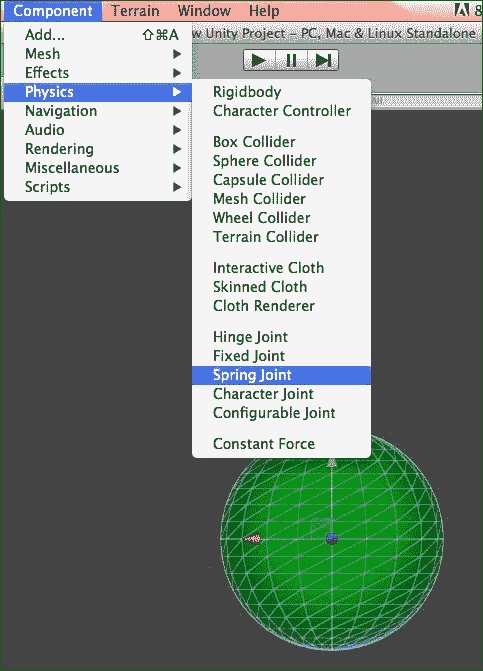 Component Terrain Window Help 8
w Unity Project – PC, Mac & Linux Standalone
Add... ⇧⌘A
Mesh
Effects
Physics
Navigation
Audio
Rendering
Miscellaneous
Scripts
Rigidbody
Character Controller
Box Collider
Sphere Collider
Capsule Collider
Mesh Collider
Wheel Collider
Terrain Collider
Interactive Cloth
Skinned Cloth
Cloth Renderer
Hinge Joint
Fixed Joint
Spring Joint
Character Joint
Configurable Joint
Constant Force